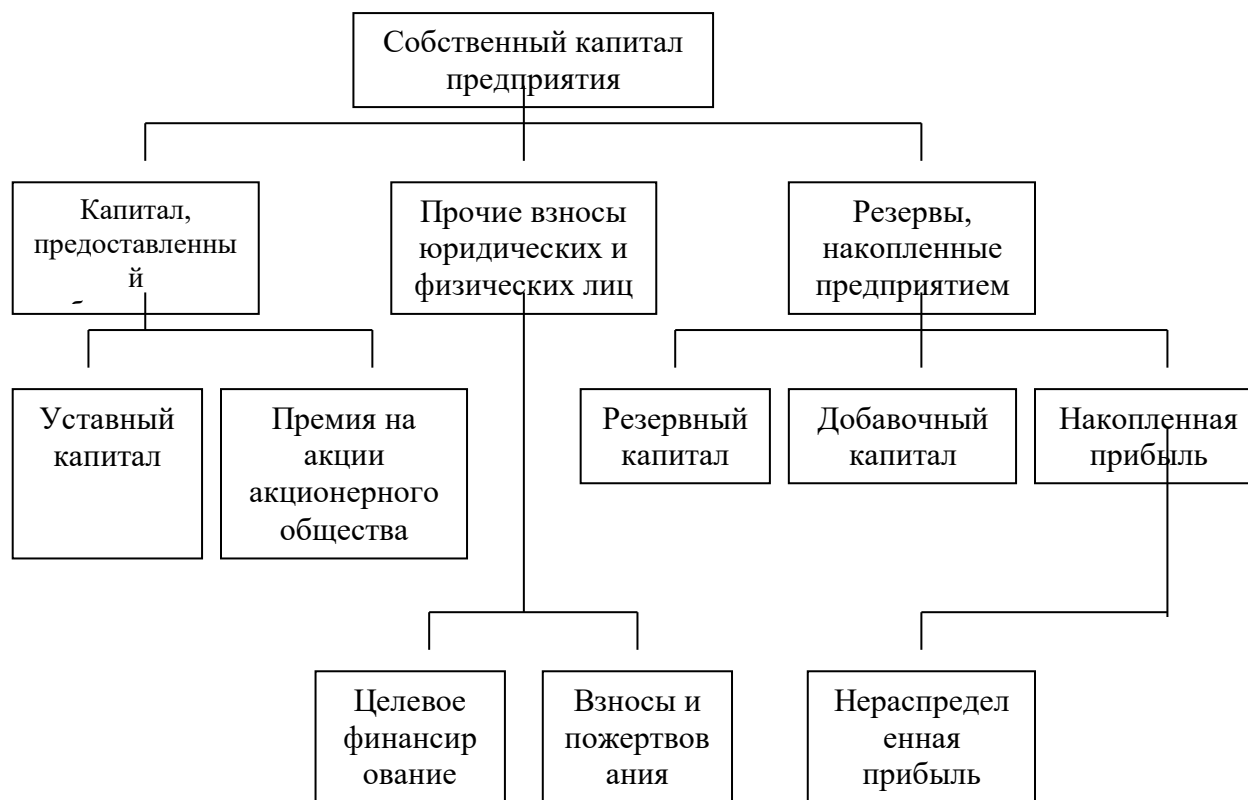 Собственный капитал
предприятия
Капитал,
предоставленны
й
Прочие взносы
юридических и
физических лиц
Резервы,
накопленные
предприятием
Уставный
капитал
Премия на
акции
акционерного
общества
Резервный
капитал
Добавочный
капитал
Накопленная
прибыль
Целевое
финансир
ование
Взносы и
пожертвов
ания
Нераспредел
енная
прибыль